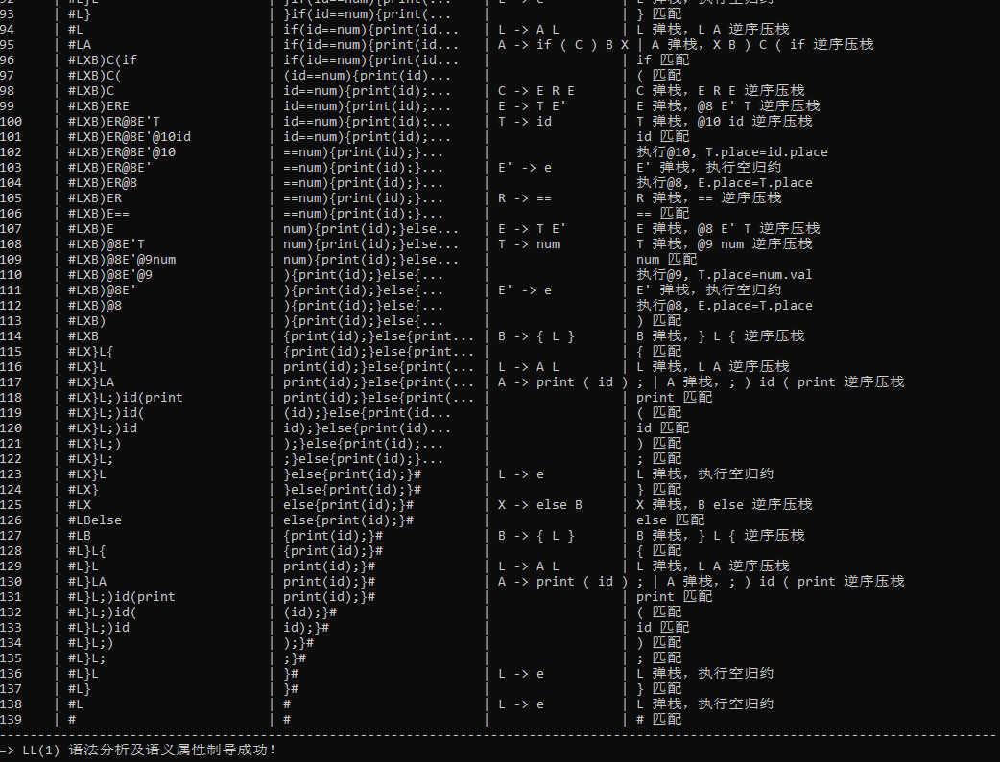 92 | #L}L | }if(id==num){print(... | L -> e | L 弹栈，执行空归约
93 | #L} | }if(id==num){print(... | | } 匹配
94 | #L | if(id==num){print(id... | L -> A L | L 弹栈，L A 逆序压栈
95 | #LA | if(id==num){print(id... | A -> if ( C ) B X | A 弹栈，X B ) C ( if 逆序压栈
96 | #LXB)C(if | if(id==num){print(id... | | if 匹配
97 | #LXB)C( | (id==num){print(id)... | | ( 匹配
98 | #LXB)C | id==num){print(id);... | C -> E R E | C 弹栈，E R E 逆序压栈
99 | #LXB)ERE | id==num){print(id);... | E -> T E' | E 弹栈，@8 E' T 逆序压栈
100 | #LXB)ER@8E'T | id==num){print(id);... | T -> id | T 弹栈，@10 id 逆序压栈
101 | #LXB)ER@8E'@10id | id==num){print(id);... | | id 匹配
102 | #LXB)ER@8E'@10 | ==num){print(id);}... | | 执行@10, T.place=id.place
103 | #LXB)ER@8E' | ==num){print(id);}... | E' -> e | E' 弹栈，执行空归约
104 | #LXB)ER@8 | ==num){print(id);}... | | 执行@8, E.place=T.place
105 | #LXB)ER | ==num){print(id);}... | R -> == | R 弹栈，== 逆序压栈
106 | #LXB)E== | ==num){print(id);}... | | == 匹配
107 | #LXB)E | num){print(id);}else... | E -> T E' | E 弹栈，@8 E' T 逆序压栈
108 | #LXB)@8E'T | num){print(id);}else... | T -> num | T 弹栈，@9 num 逆序压栈
109 | #LXB)@8E'@9num | num){print(id);}else... | | num 匹配
110 | #LXB)@8E'@9 | ){print(id);}else{... | | 执行@9, T.place=num.val
111 | #LXB)@8E' | ){print(id);}else{... | E' -> e | E' 弹栈，执行空归约
112 | #LXB)@8 | ){print(id);}else{... | | 执行@8, E.place=T.place
113 | #LXB) | ){print(id);}else{... | | ) 匹配
114 | #LXB | {print(id);}else{print... | B -> { L } | B 弹栈，} L { 逆序压栈
115 | #LX}L{ | {print(id);}else{print... | | { 匹配
116 | #LX}L | print(id);}else{print(... | L -> A L | L 弹栈，L A 逆序压栈
117 | #LX}LA | print(id);}else{print(... | A -> print ( id ) ; | A 弹栈，; ) id ( print 逆序压栈
118 | #LX}L;)id(print | print(id);}else{print(... | | print 匹配
119 | #LX}L;)id( | (id);}else{print(id... | | ( 匹配
120 | #LX}L;)id | id);}else{print(id)... | | id 匹配
121 | #LX}L;) | );}else{print(id);... | | ) 匹配
122 | #LX}L; | ;}else{print(id);}... | | ; 匹配
123 | #LX}L | }else{print(id);}# | L -> e | L 弹栈，执行空归约
124 | #LX} | }else{print(id);}# | | } 匹配
125 | #LX | else{print(id);}# | X -> else B | X 弹栈，B else 逆序压栈
126 | #LBelse | else{print(id);}# | | else 匹配
127 | #LB | {print(id);}# | B -> { L } | B 弹栈，} L { 逆序压栈
128 | #L}L{ | {print(id);}# | | { 匹配
129 | #L}L | print(id);}# | L -> A L | L 弹栈，L A 逆序压栈
130 | #L}LA | print(id);}# | A -> print ( id ) ; | A 弹栈，; ) id ( print 逆序压栈
131 | #L}L;)id(print | print(id);}# | | print 匹配
132 | #L}L;)id( | (id);}# | | ( 匹配
133 | #L}L;)id | id);}# | | id 匹配
134 | #L}L;) | );}# | | ) 匹配
135 | #L}L; | ;}# | | ; 匹配
136 | #L}L | }# | L -> e | L 弹栈，执行空归约
137 | #L} | }# | | } 匹配
138 | #L | # | L -> e | L 弹栈，执行空归约
139 | # | # | | # 匹配
=> LL(1) 语法分析及语义属性制导成功!